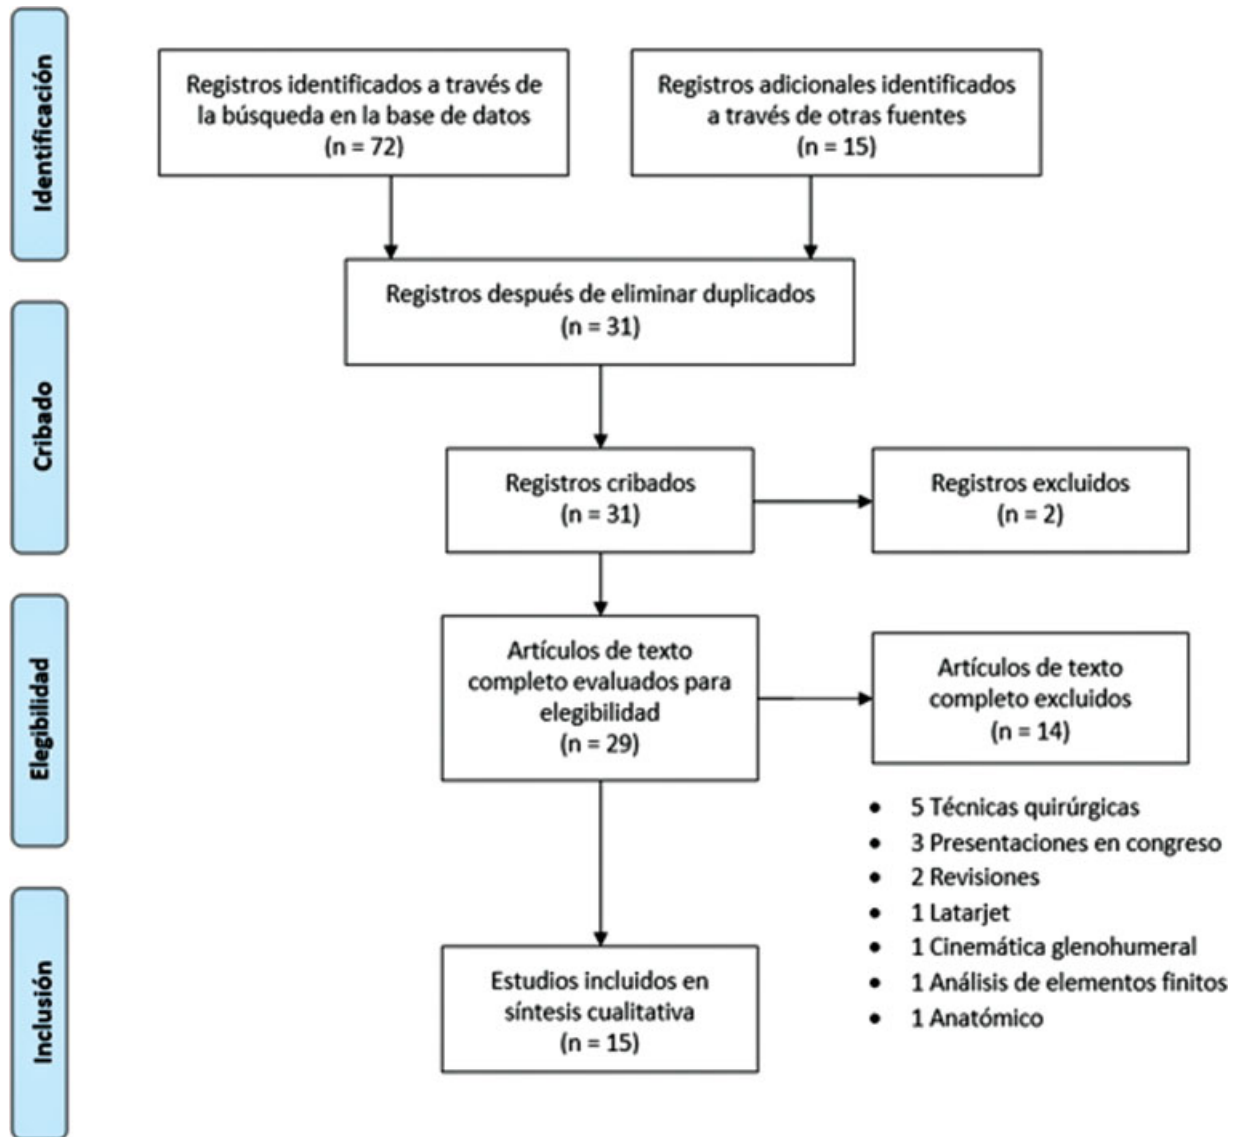 Identificación
Registros identificados a través de
la búsqueda en la base de datos
(n = 72)
Registros adicionales identificados
a través de otras fuentes
(n = 15)
Registros después de eliminar duplicados
(n = 31)
Cribado
Registros cribados
(n = 31)
Registros excluidos
(n = 2)
Elegibilidad
Artículos de texto
completo evaluados para
elegibilidad
(n = 29)
Artículos de texto
completo excluidos
(n = 14)
• 5 Técnicas quirúrgicas
• 3 Presentaciones en congreso
• 2 Revisiones
• 1 Latarjet
• 1 Cinemática glenohumeral
• 1 Análisis de elementos finitos
• 1 Anatómico
Inclusión
Estudios incluidos en
síntesis cualitativa
(n = 15)